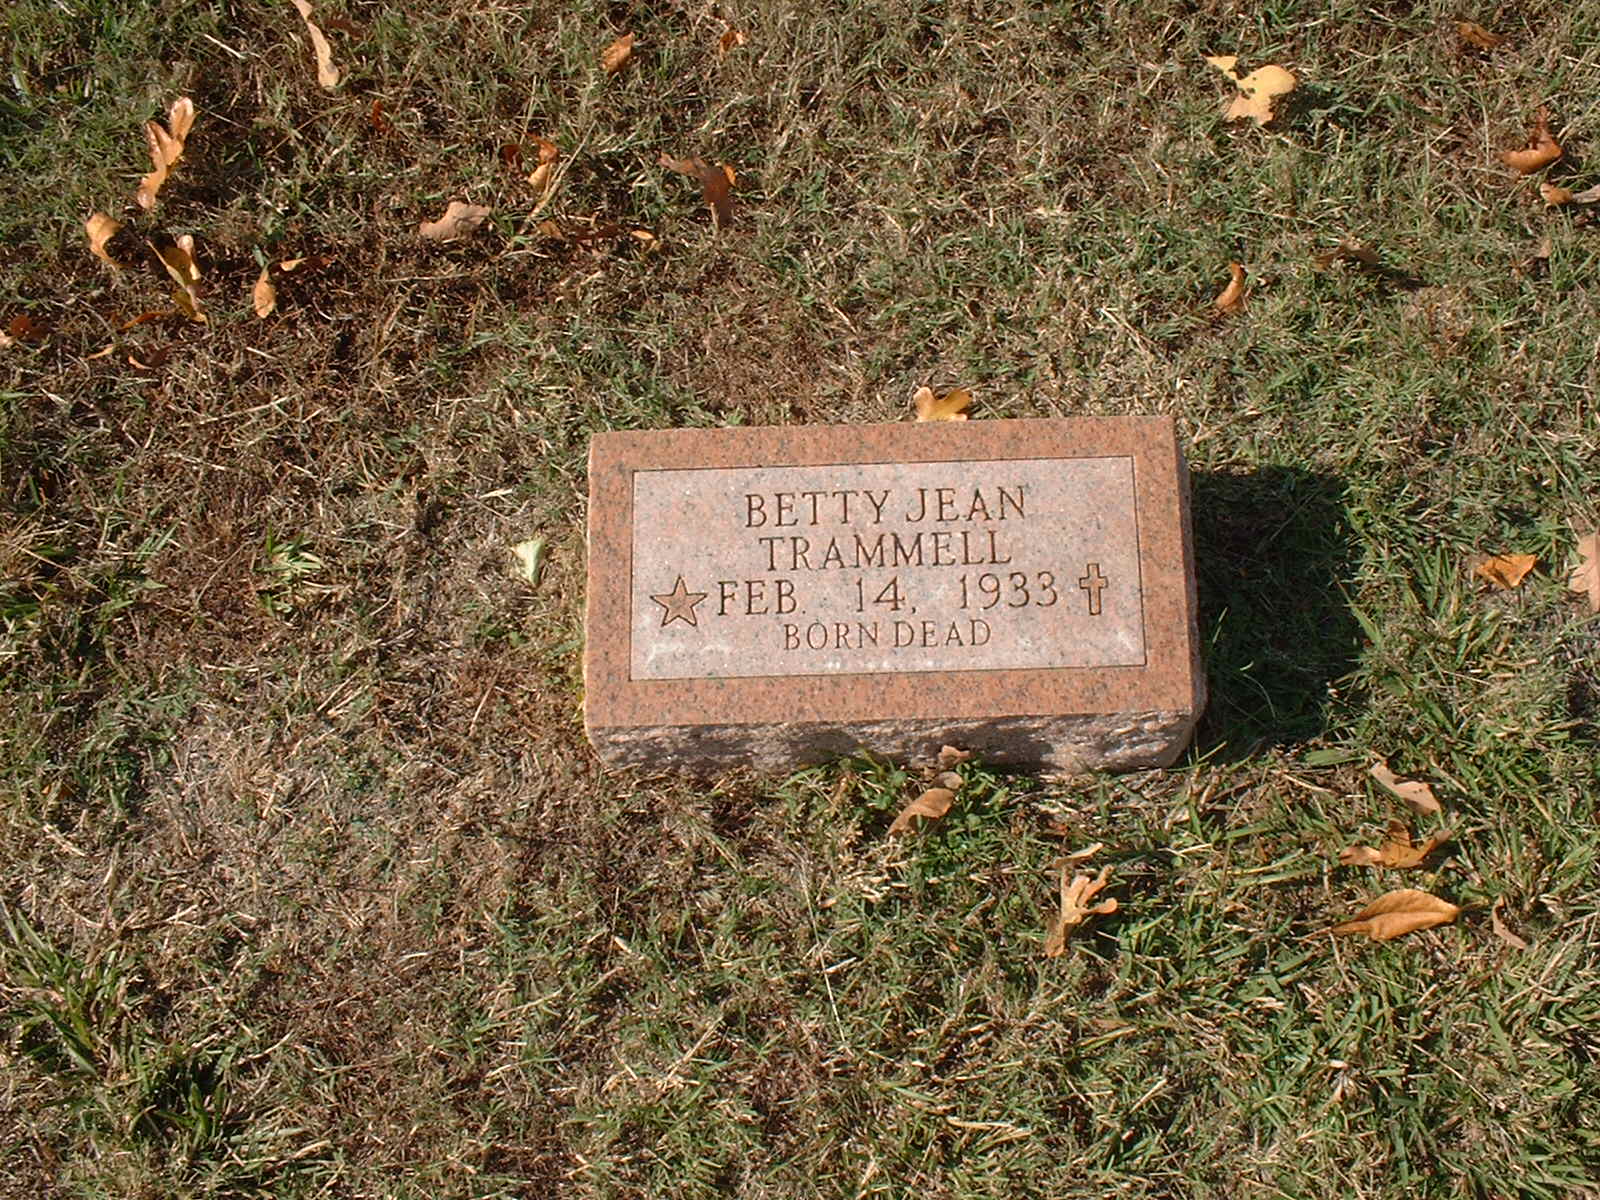 BETTY JEAN
TRAMMELL
FEB. 14, 1933
BORN DEAD